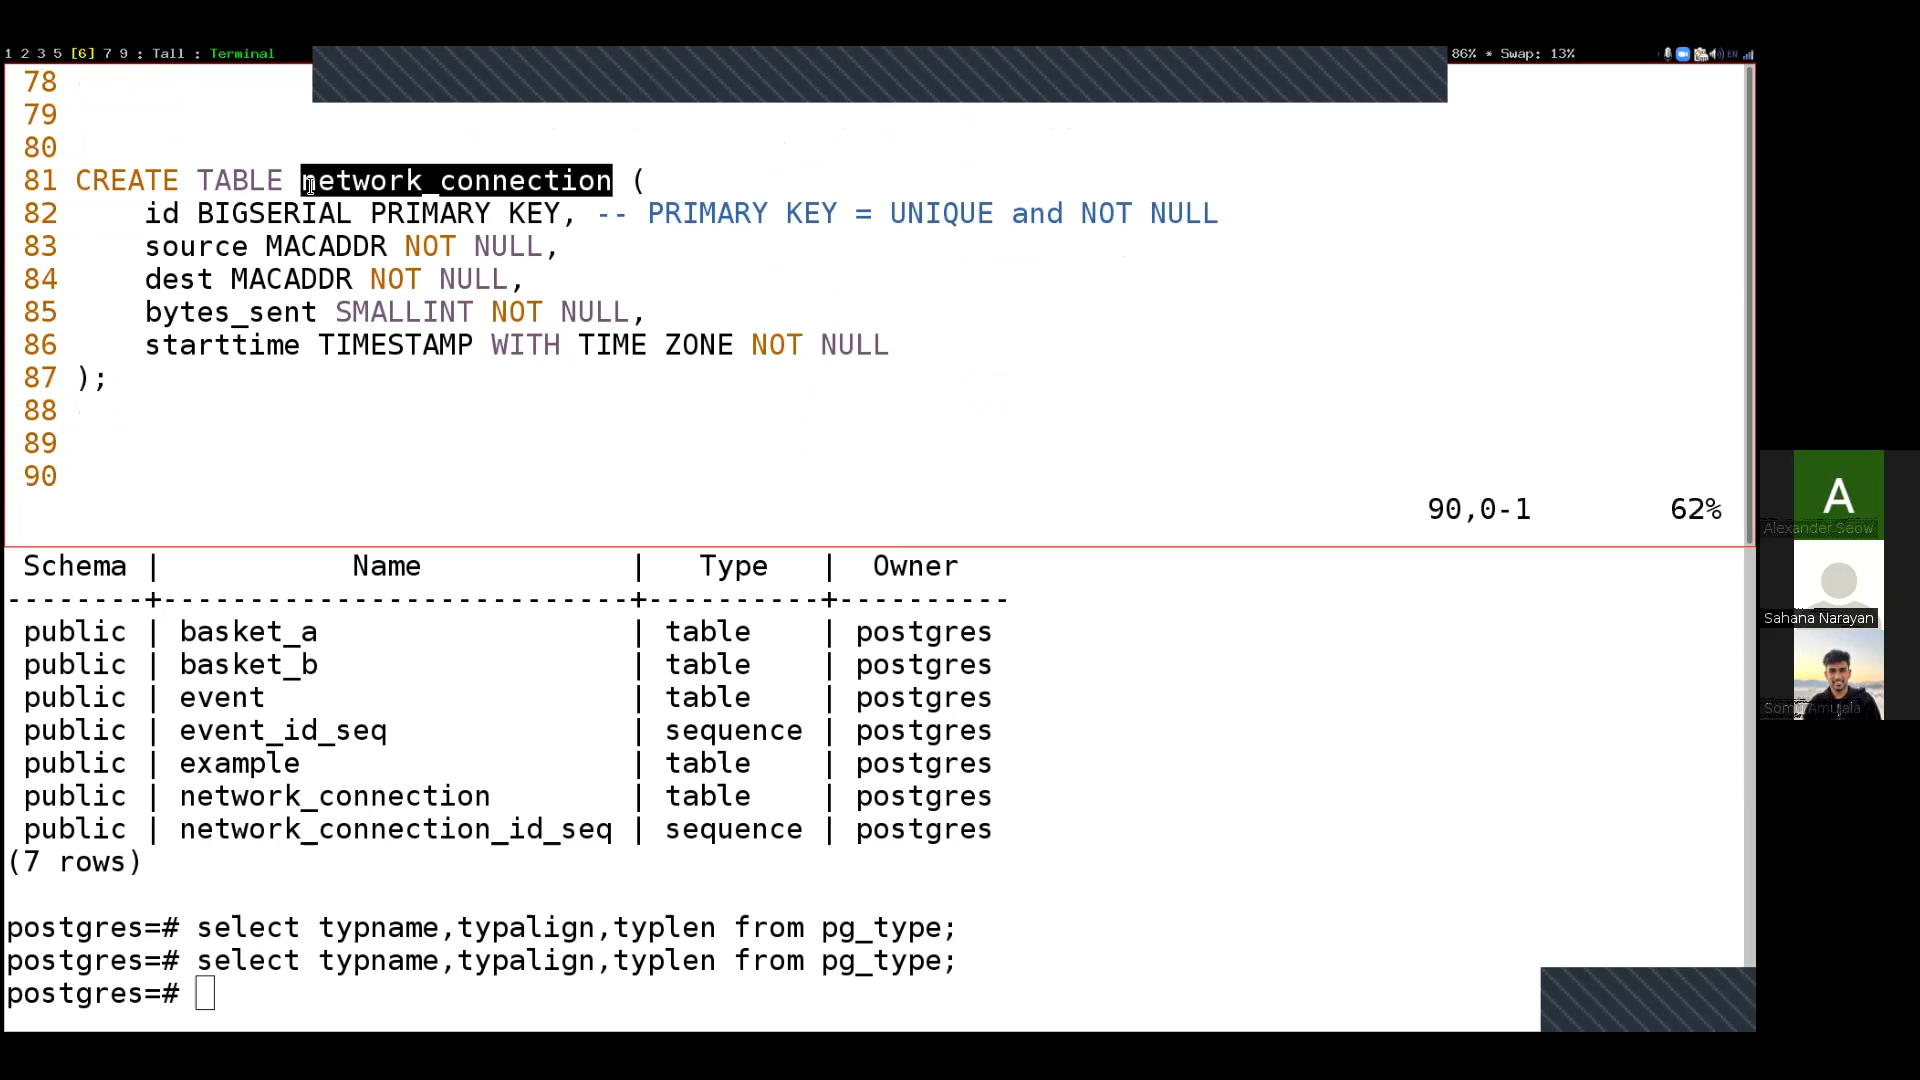 1 2 3 5 [6] 7 9 : Tall : Terminal
86% * Swap: 13%
EN
78
79
80
81 CREATE TABLE network_connection (
82 id BIGSERIAL PRIMARY KEY, -- PRIMARY KEY = UNIQUE and NOT NULL
83 source MACADDR NOT NULL,
84 dest MACADDR NOT NULL,
85 bytes_sent SMALLINT NOT NULL,
86 starttime TIMESTAMP WITH TIME ZONE NOT NULL
87 );
88
89
90
90,0-1 62%
Schema | Name | Type | Owner
--------+---------------------------+----------+----------
public | basket_a | table | postgres
public | basket_b | table | postgres
public | event | table | postgres
public | event_id_seq | sequence | postgres
public | example | table | postgres
public | network_connection | table | postgres
public | network_connection_id_seq | sequence | postgres
(7 rows)
postgres=# select typname,typalign,typlen from pg_type;
postgres=# select typname,typalign,typlen from pg_type;
postgres=#
A
Alexander Seow
Sahana Narayan